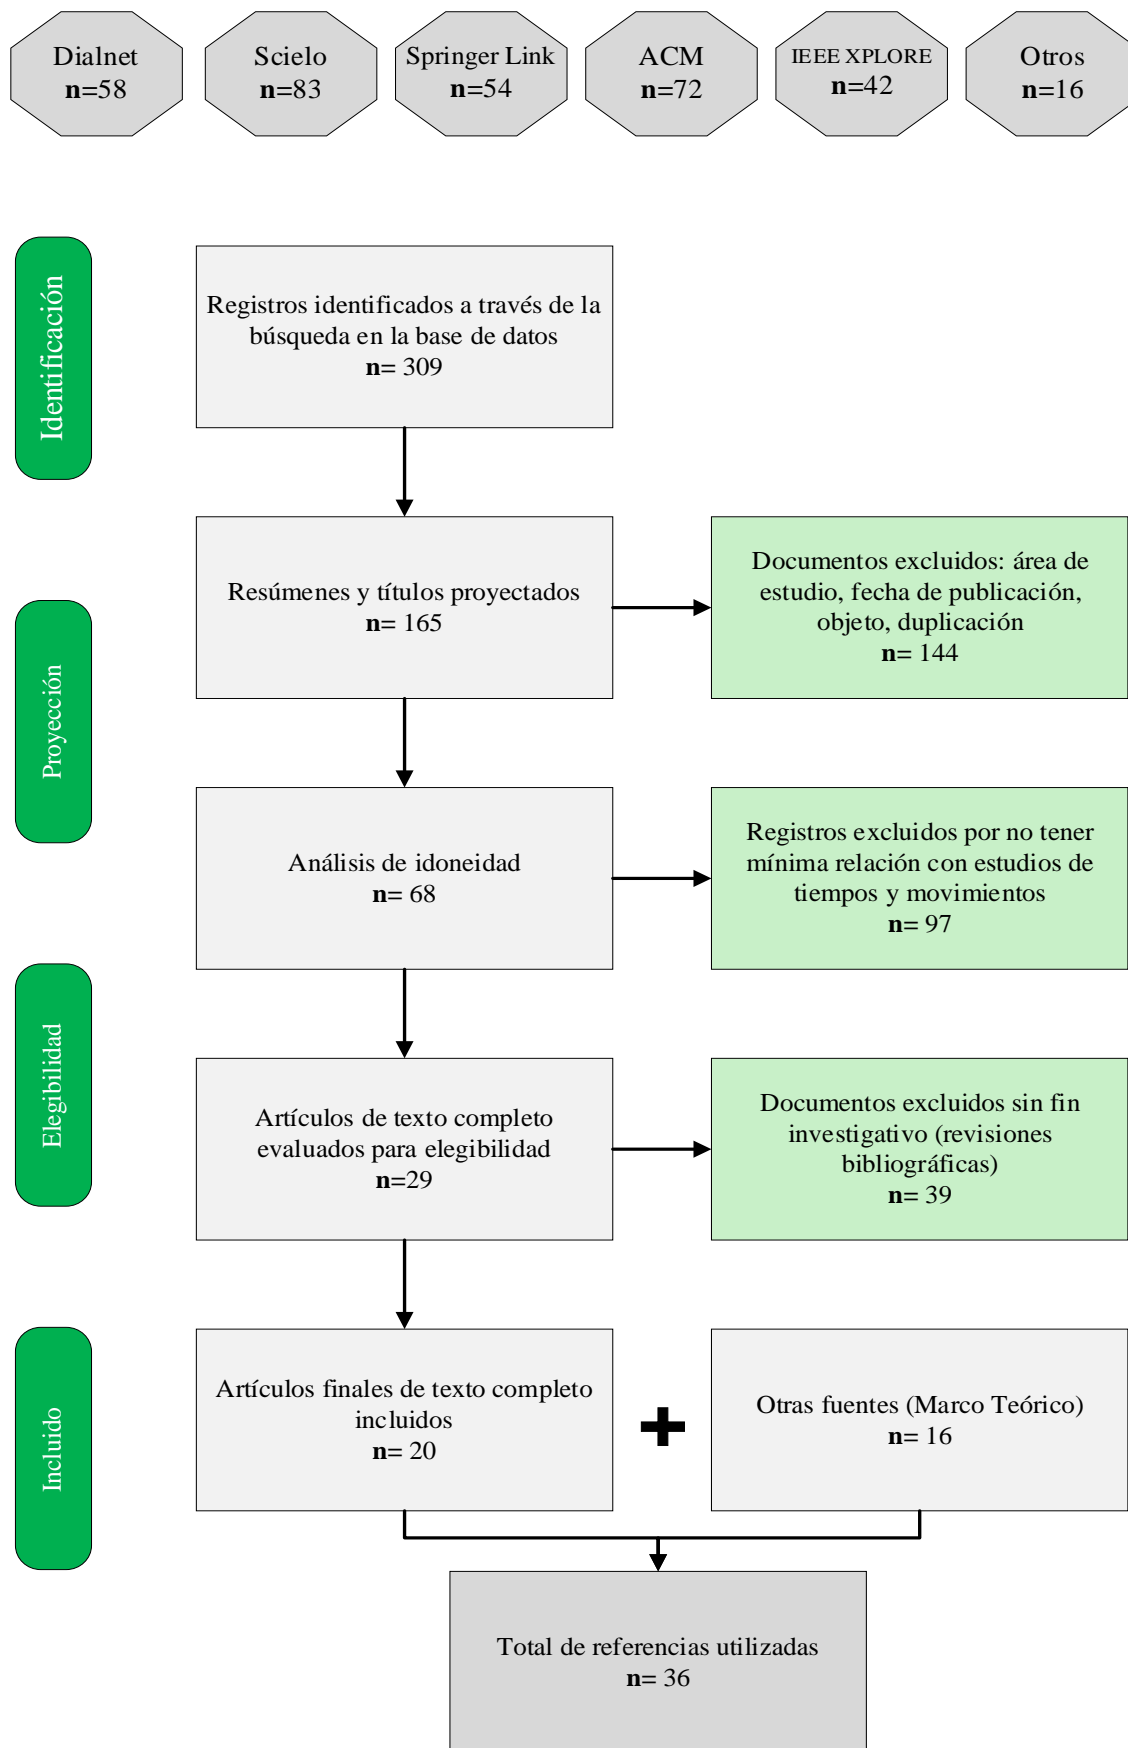 Dialnet
n=58
Scielo
n=83
Springer Link
n=54
ACM
n=72
IEEE XPLORE
n=42
Otros
n=16
Identificación
Registros identificados a través de la
búsqueda en la base de datos
n= 309
Proyección
Resúmenes y títulos proyectados
n= 165
Documentos excluidos: área de
estudio, fecha de publicación,
objeto, duplicación
n= 144
Análisis de idoneidad
n= 68
Registros excluidos por no tener
mínima relación con estudios de
tiempos y movimientos
n= 97
Elegibilidad
Artículos de texto completo
evaluados para elegibilidad
n=29
Documentos excluidos sin fin
investigativo (revisiones
bibliográficas)
n= 39
Incluido
Artículos finales de texto completo
incluidos
n= 20
Otras fuentes (Marco Teórico)
n= 16
Total de referencias utilizadas
n= 36